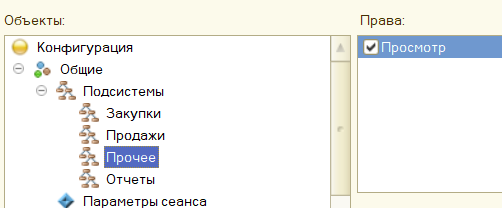 Объекты:
Права:
Конфигурация
Просмотр
Общие
Подсистемы
Закупки
Продажи
Прочее
Отчеты
Параметры сеанса